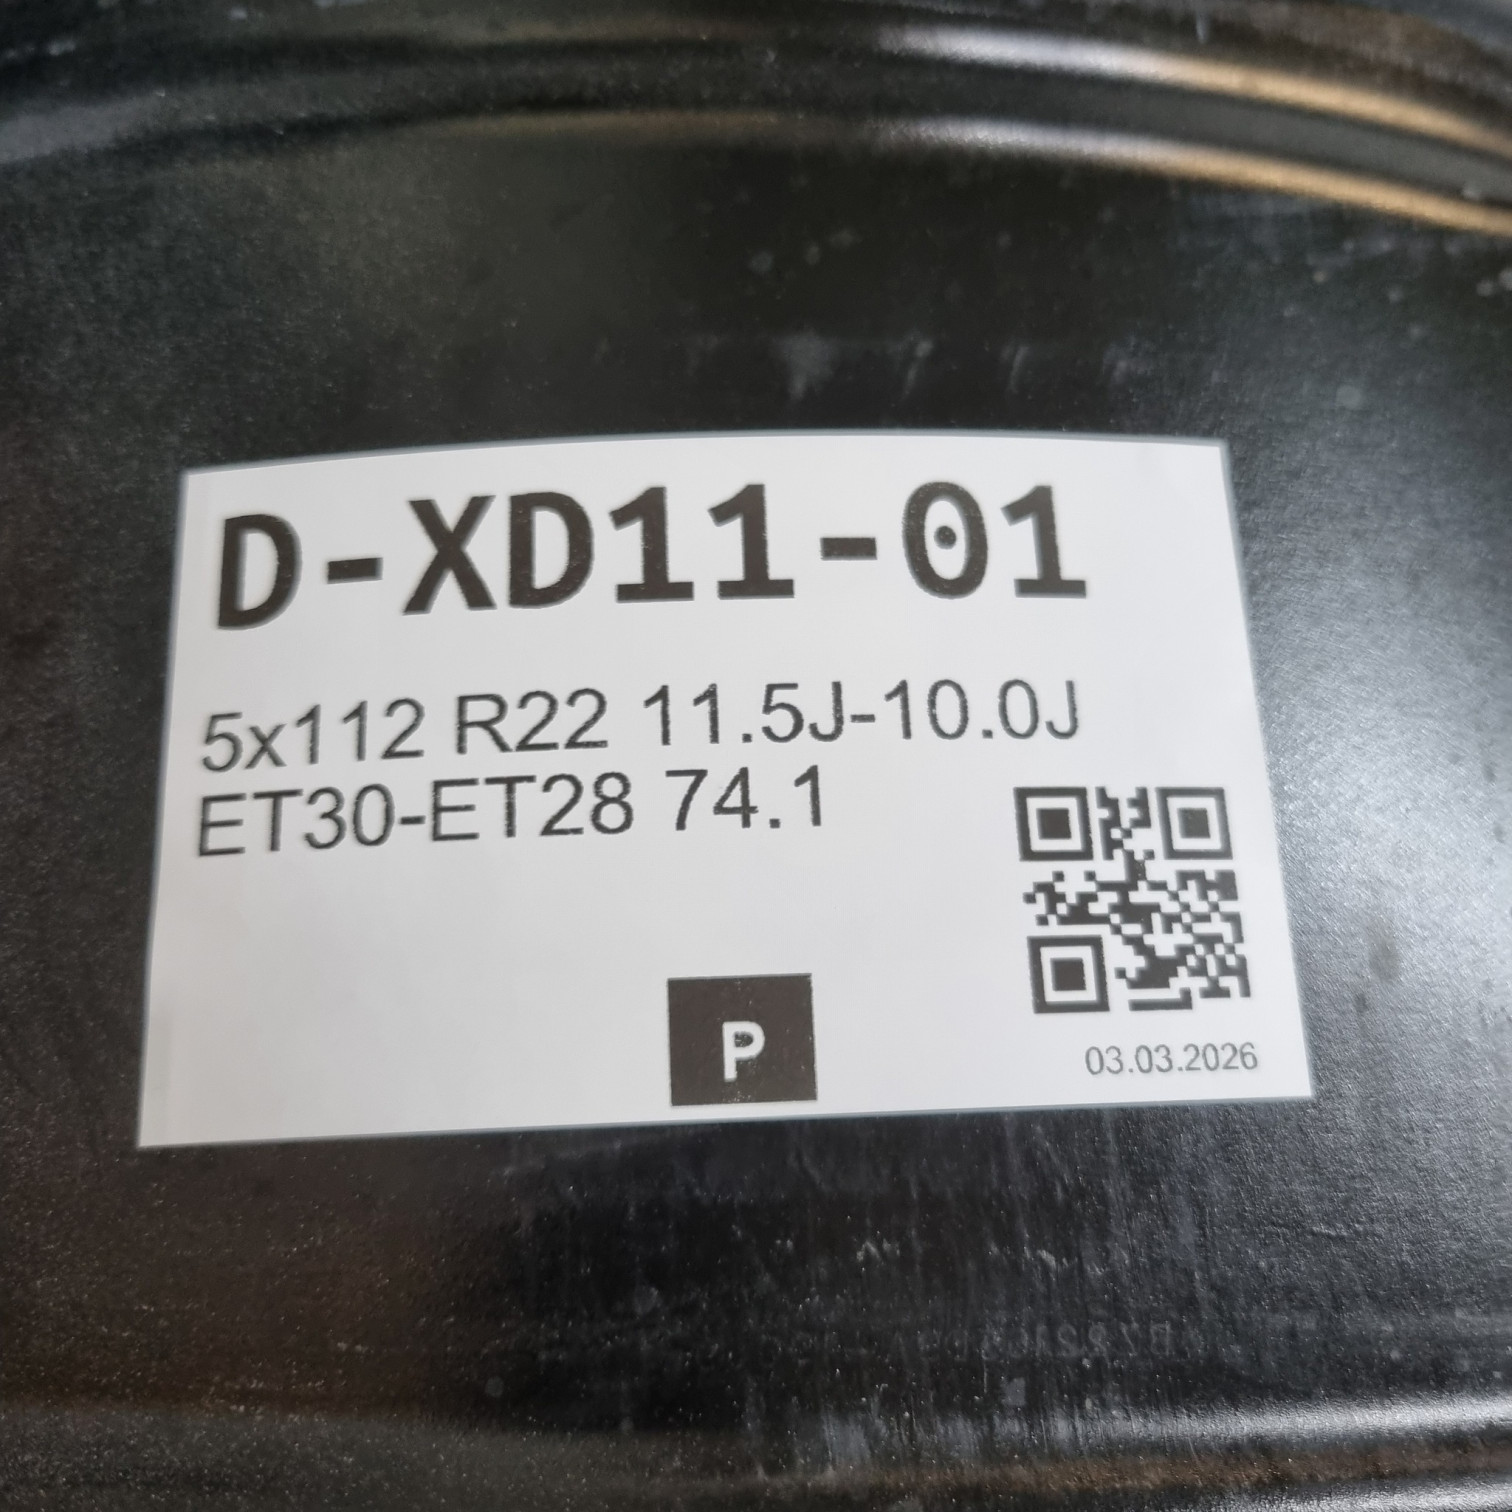 D-XD11-01
5x112 R22 11.5J-10.0J
ET30-ET28 74.1
P
03.03.2026